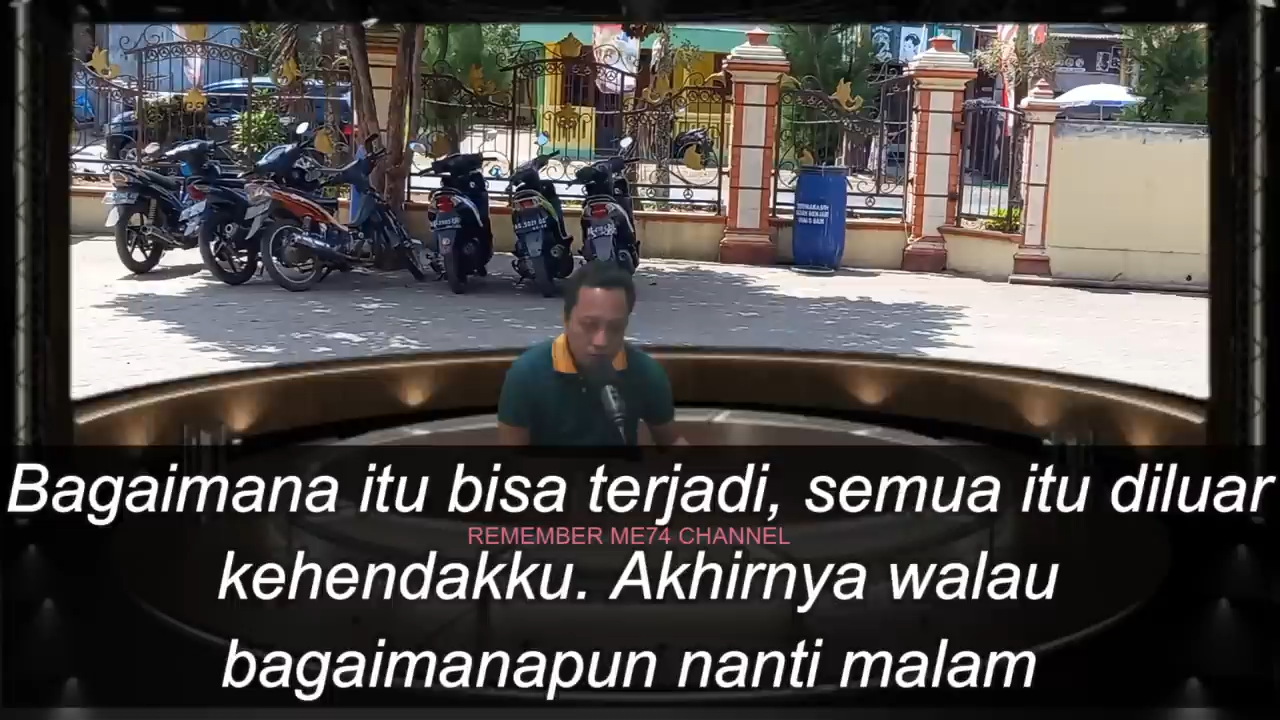 Bagaimana itu bisa terjadi, semua itu diluar
REMEMBER ME74 CHANNEL
kehendakku. Akhirnya walau
bagaimanapun nanti malam